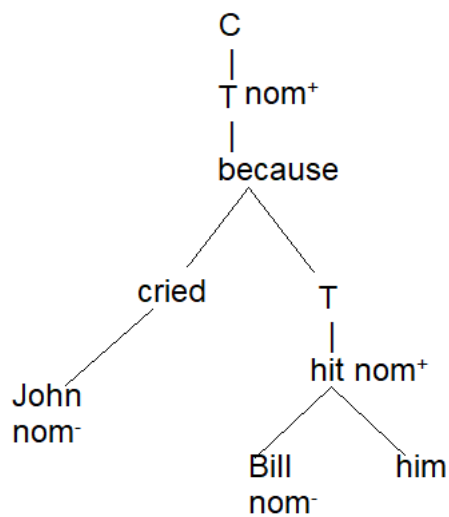 C
T nom⁺
because
cried
T
hit nom⁺
John
nom⁻
Bill
him
nom⁻